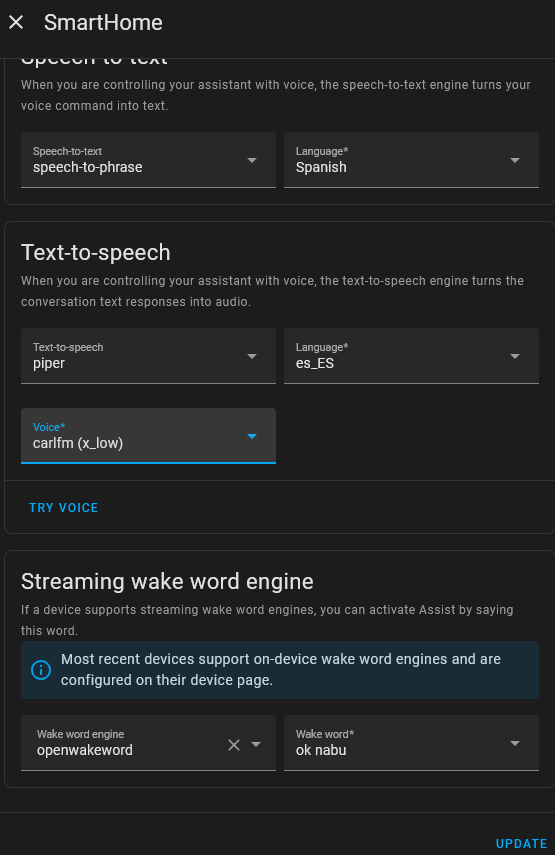 SmartHome
Speech-to-text
When you are controlling your assistant with voice, the speech-to-text engine turns your
voice command into text.
Speech-to-text
speech-to-phrase
Language*
Spanish
Text-to-speech
When you are controlling your assistant with voice, the text-to-speech engine turns the
conversation text responses into audio.
Text-to-speech
piper
Language*
es_ES
Voice*
carlfm (x_low)
TRY VOICE
Streaming wake word engine
If a device supports streaming wake word engines, you can activate Assist by saying
this word.
Most recent devices support on-device wake word engines and are
configured on their device page.
Wake word engine
openwakeword
Wake word*
ok nabu
UPDATE